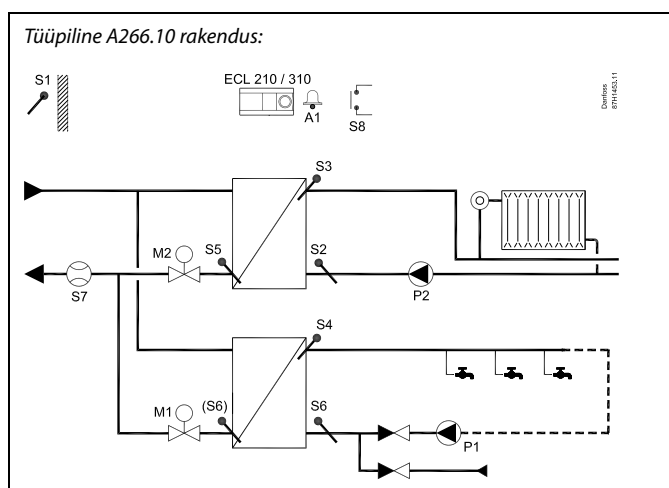 Tüüpiline A266.10 rakendus:
S1
ECL 210 / 310
A1
S8
Danfoss
87H1453.11
S3
M2
S5
S2
S7
P2
S4
M1
(S6)
S6
P1